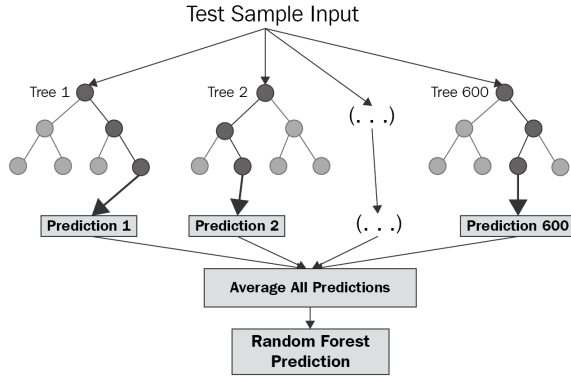 Test Sample Input
Tree 1
Tree 2
(. . .)
Tree 600
Prediction 1
Prediction 2
(. . .)
Prediction 600
Average All Predictions
Random Forest
Prediction